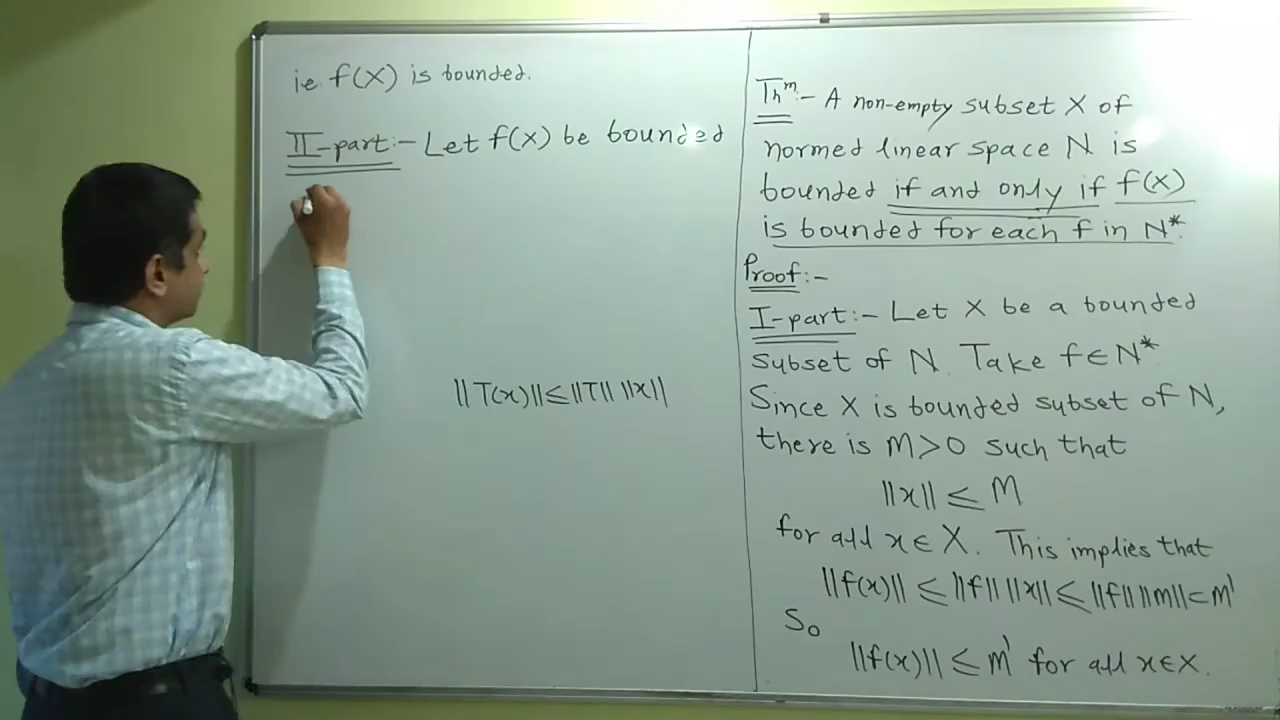 Thm:- A non-empty subset X of
normed linear space N is
bounded if and only if f(X)
is bounded for each f in N*.
Proof:-
I-part:- Let X be a bounded
subset of N. Take f∈N*
Since X is bounded subset of N,
there is M>0 such that
||x|| ≤ M
for all x∈X. This implies that
||f(x)|| ≤ ||f|| ||x|| ≤ ||f|| ||m|| = m'
So
||f(x)|| ≤ m' for all x∈X.
ie. f(X) is bounded.
II-part:- Let f(X) be bounded
||T(x)|| ≤ ||T|| ||x||